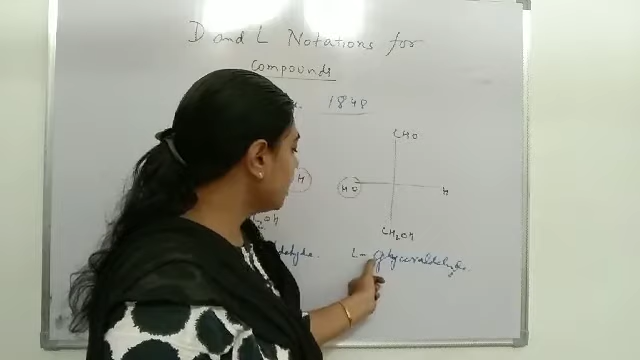 D and L Notations for
compounds
1848
CHO
H
HO
H
CH2OH
L- Glyceraldehyde.